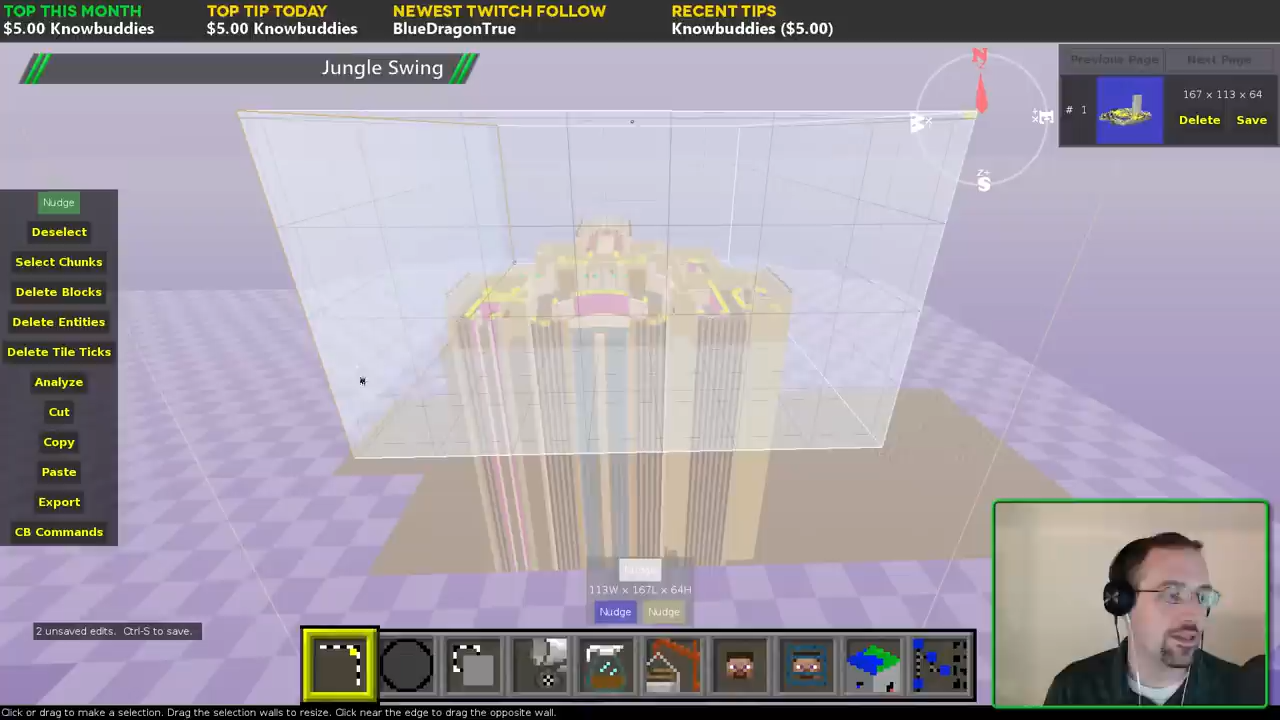 TOP THIS MONTH
$5.00 Knowbuddies
TOP TIP TODAY
$5.00 Knowbuddies
NEWEST TWITCH FOLLOW
BlueDragonTrue
RECENT TIPS
Knowbuddies ($5.00)
Jungle Swing
N
Z+
S
Previous Page
Next Page
# 1
167 x 113 x 64
Delete
Save
Nudge
Deselect
Select Chunks
Delete Blocks
Delete Entities
Delete Tile Ticks
Analyze
Cut
Copy
Paste
Export
CB Commands
Nudge
113W x 167L x 64H
Nudge
Nudge
2 unsaved edits. Ctrl-S to save.
Click or drag to make a selection. Drag the selection walls to resize. Click near the edge to drag the opposite wall.